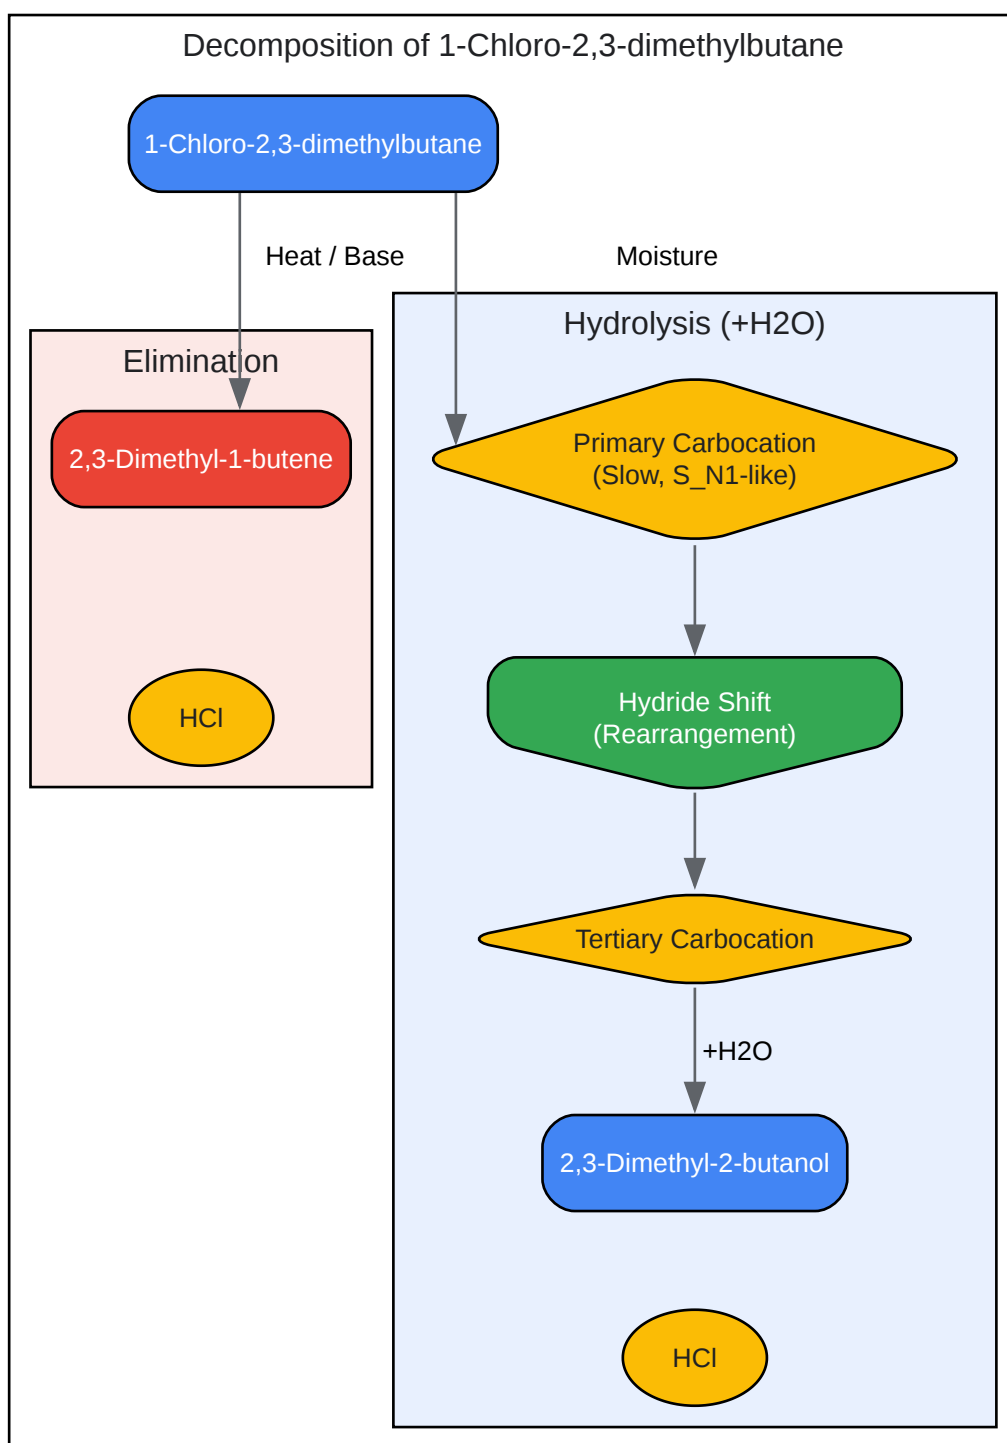 Decomposition of 1-Chloro-2,3-dimethylbutane
1-Chloro-2,3-dimethylbutane
Heat / Base
Moisture
Elimination
2,3-Dimethyl-1-butene
HCl
Hydrolysis (+H2O)
Primary Carbocation
(Slow, S_N1-like)
Hydride Shift
(Rearrangement)
Tertiary Carbocation
+H2O
2,3-Dimethyl-2-butanol
HCl